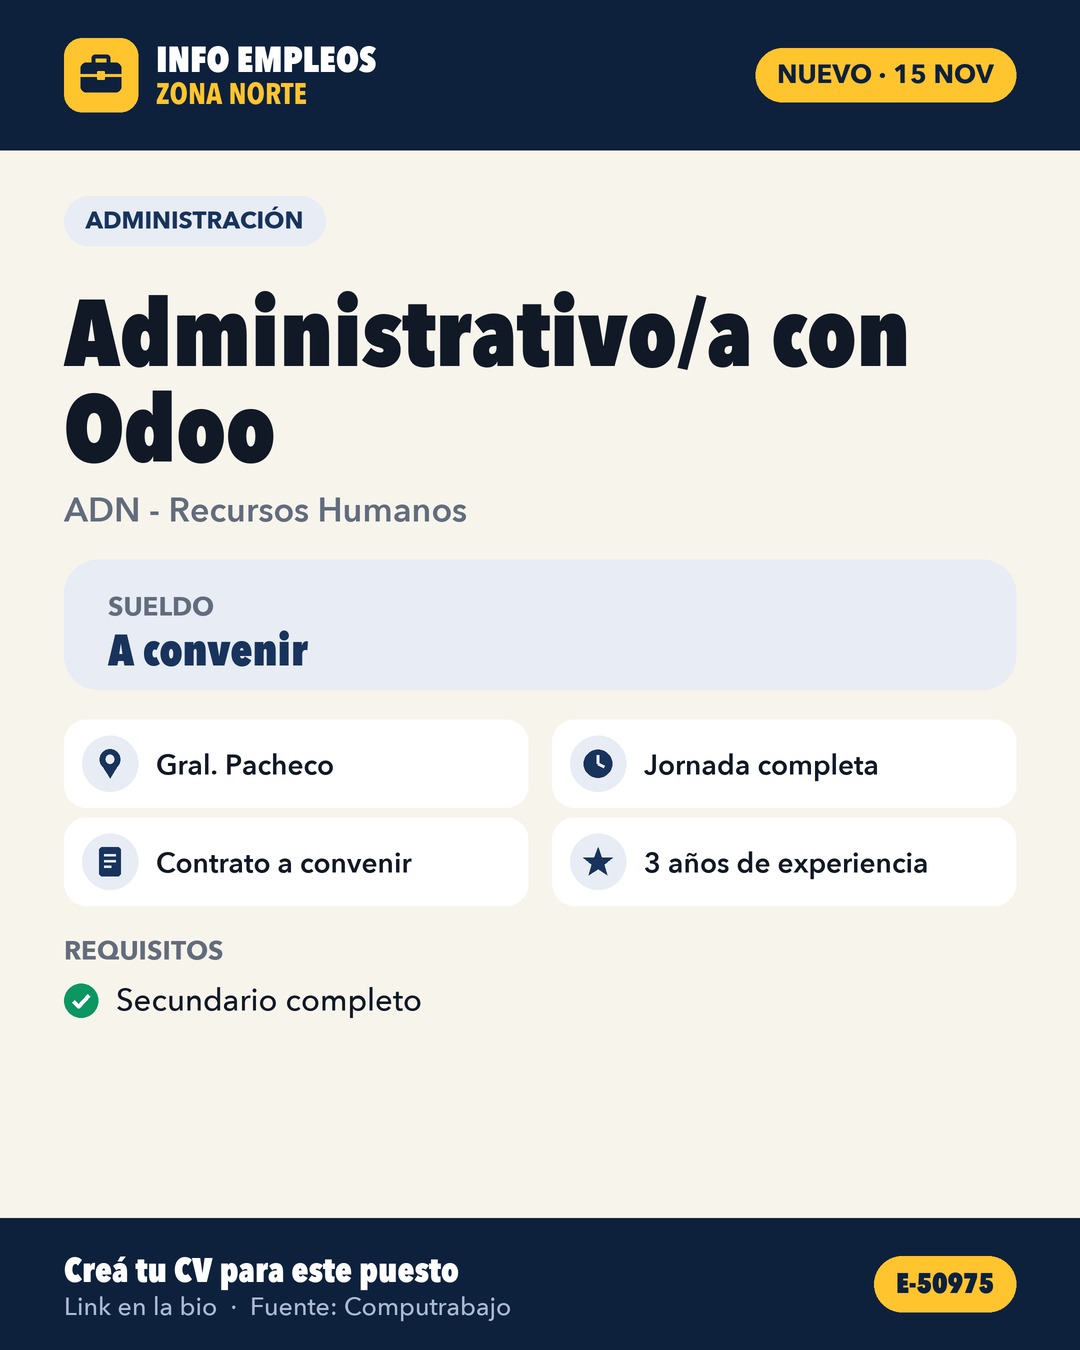 INFO EMPLEOS
ZONA NORTE
NUEVO · 15 NOV
ADMINISTRACIÓN
Administrativo/a con
Odoo
ADN - Recursos Humanos
SUELDO
A convenir
Gral. Pacheco
Jornada completa
Contrato a convenir
3 años de experiencia
REQUISITOS
Secundario completo
Creá tu CV para este puesto
Link en la bio · Fuente: Computrabajo
E-50975